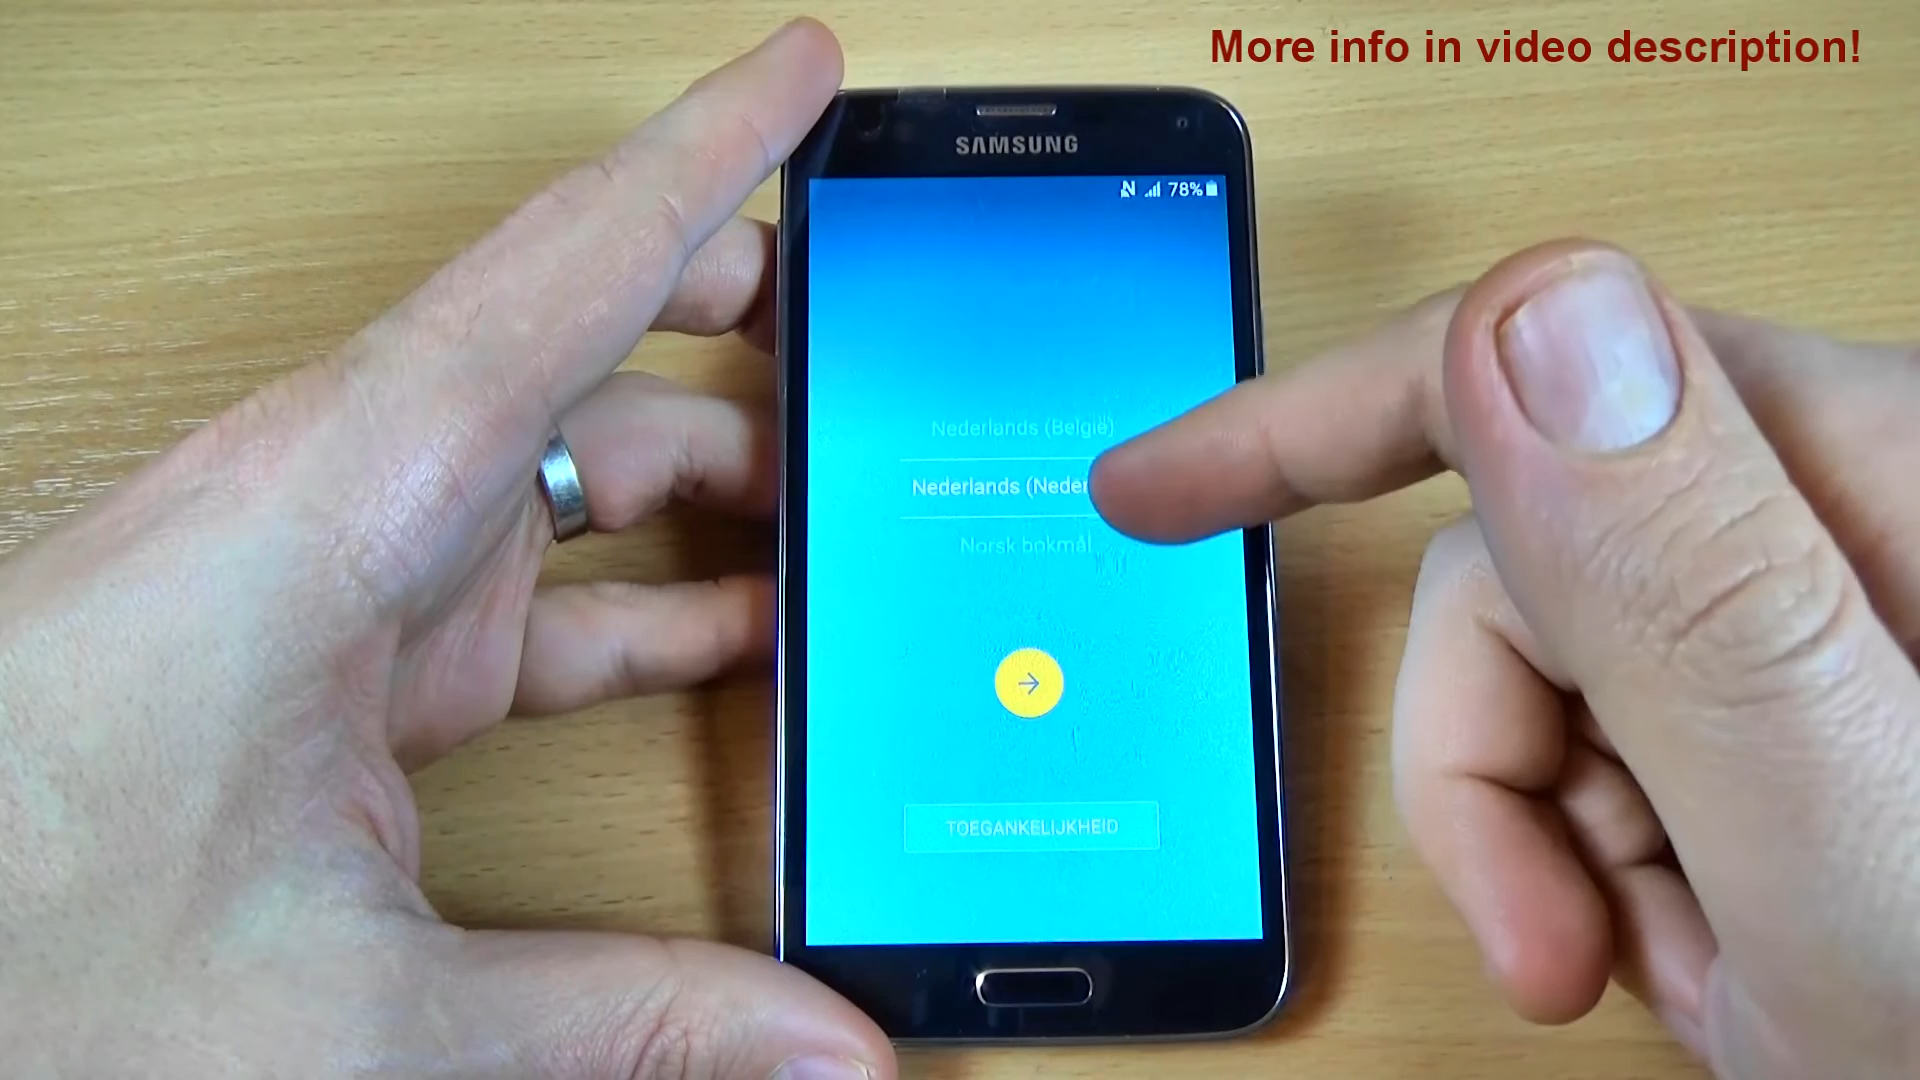 More info in video description!
SAMSUNG
78%
Nederlands (België)
Nederlands (Neder
Norsk bokmål
TOEGANKELIJKHEID